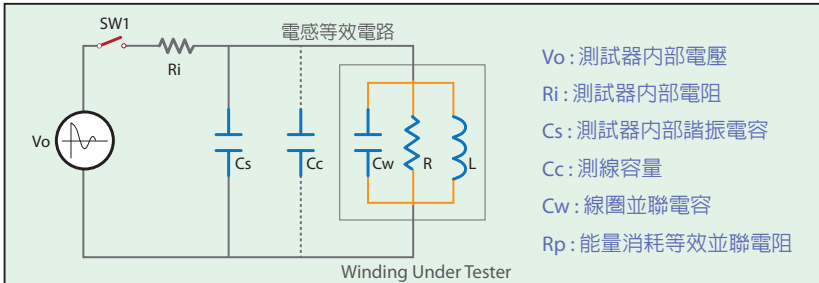 SW1
電感等效電路
Ri
Vo
Cs
Cc
Cw
R
L
Winding Under Tester
Vo : 測試器内部電壓
Ri : 測試器内部電阻
Cs : 測試器内部諧振電容
Cc : 測線容量
Cw : 線圈並聯電容
Rp : 能量消耗等效並聯電阻